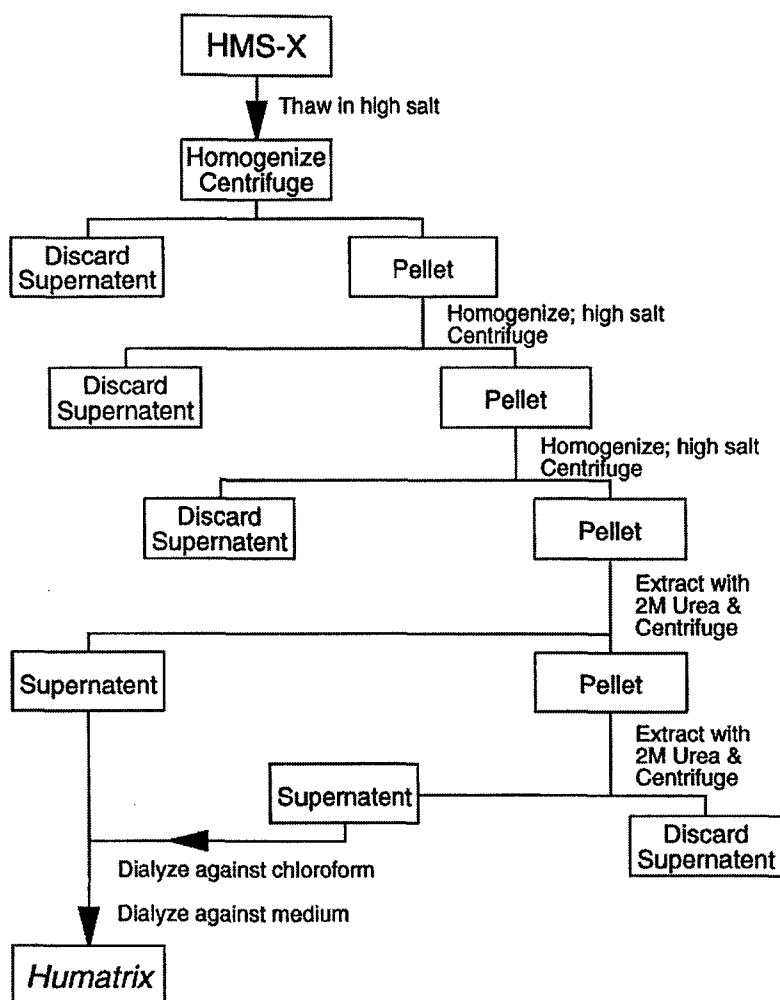 HMS-X
Thaw in high salt
Homogenize
Centrifuge
Discard
Supernatent
Pellet
Homogenize; high salt
Centrifuge
Discard
Supernatent
Pellet
Homogenize; high salt
Centrifuge
Discard
Supernatent
Pellet
Extract with
2M Urea &
Centrifuge
Supernatent
Pellet
Extract with
2M Urea &
Centrifuge
Supernatent
Discard
Supernatent
Dialyze against chloroform
Dialyze against medium
Humatrix